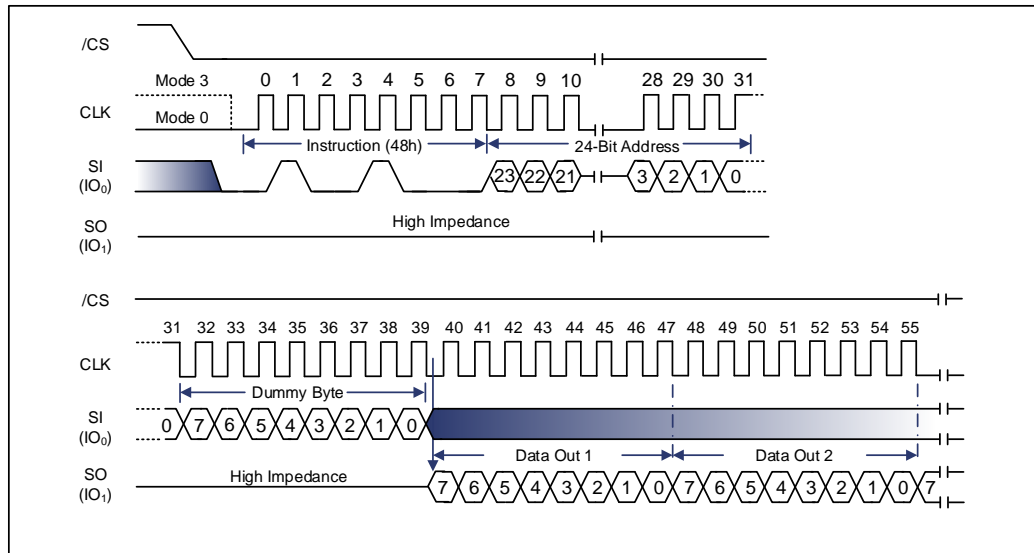 /CS
Mode 3 0 1 2 3 4 5 6 7 8 9 10 28 29 30 31
CLK
Mode 0
Instruction (48h) 24-Bit Address
SI
(IO₀)
23 22 21 3 2 1 0
SO
(IO₁)
High Impedance
/CS
31 32 33 34 35 36 37 38 39 40 41 42 43 44 45 46 47 48 49 50 51 52 53 54 55
CLK
Dummy Byte
SI
(IO₀)
0 7 6 5 4 3 2 1 0
Data Out 1 Data Out 2
SO
(IO₁)
High Impedance
7 6 5 4 3 2 1 0 7 6 5 4 3 2 1 0 7